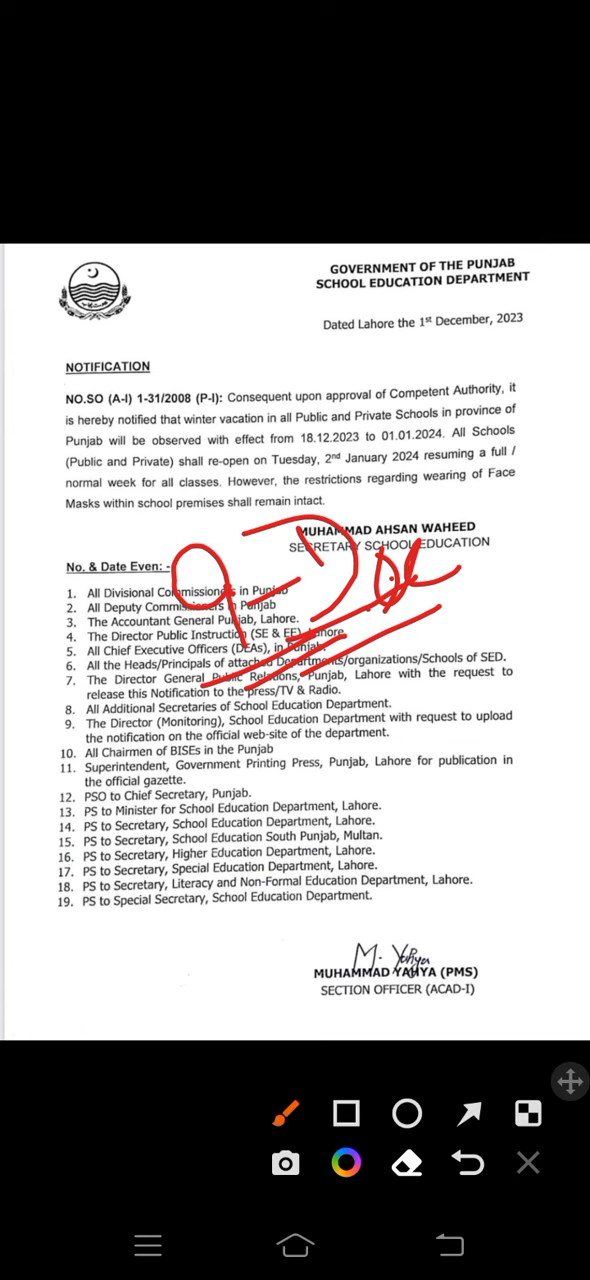 GOVERNMENT OF THE PUNJAB
SCHOOL EDUCATION DEPARTMENT
Dated Lahore the 1st December, 2023
NOTIFICATION
NO.SO (A-I) 1-31/2008 (P-I): Consequent upon approval of Competent Authority, it
is hereby notified that winter vacation in all Public and Private Schools in province of
Punjab will be observed with effect from 18.12.2023 to 01.01.2024. All Schools
(Public and Private) shall re-open on Tuesday, 2nd January 2024 resuming a full /
normal week for all classes. However, the restrictions regarding wearing of Face
Masks within school premises shall remain intact.
MUHAMMAD AHSAN WAHEED
SECRETARY SCHOOL EDUCATION
No. & Date Even: -
1. All Divisional Commissioners in Punjab
2. All Deputy Commissioners in Punjab
3. The Accountant General Punjab, Lahore.
4. The Director Public Instruction (SE & EE), Lahore.
5. All Chief Executive Officers (DEAs), in Punjab.
6. All the Heads/Principals of attached Departments/organizations/Schools of SED.
7. The Director General Public Relations, Punjab, Lahore with the request to
release this Notification to the press/TV & Radio.
8. All Additional Secretaries of School Education Department.
9. The Director (Monitoring), School Education Department with request to upload
the notification on the official web-site of the department.
10. All Chairmen of BISEs in the Punjab
11. Superintendent, Government Printing Press, Punjab, Lahore for publication in
the official gazette.
12. PSO to Chief Secretary, Punjab.
13. PS to Minister for School Education Department, Lahore.
14. PS to Secretary, School Education Department, Lahore.
15. PS to Secretary, School Education South Punjab, Multan.
16. PS to Secretary, Higher Education Department, Lahore.
17. PS to Secretary, Special Education Department, Lahore.
18. PS to Secretary, Literacy and Non-Formal Education Department, Lahore.
19. PS to Special Secretary, School Education Department.
M. Yahya
MUHAMMAD YAHYA (PMS)
SECTION OFFICER (ACAD-I)